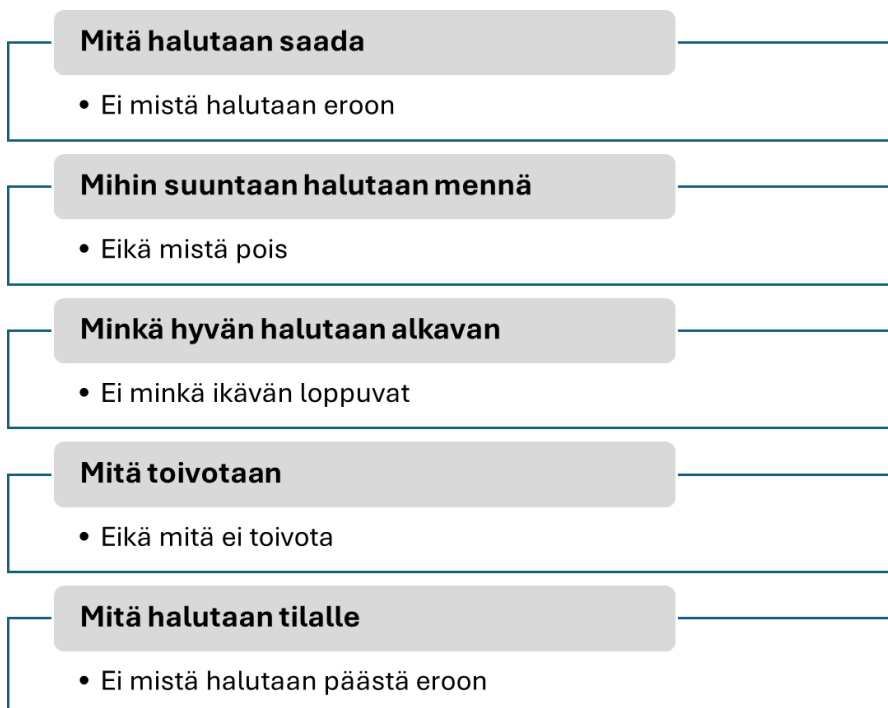 Mitä halutaan saada
• Ei mistä halutaan eroon
Mihin suuntaan halutaan mennä
• Eikä mistä pois
Minkä hyvän halutaan alkavan
• Ei minkä ikävän loppuvat
Mitä toivotaan
• Eikä mitä ei toivota
Mitä halutaan tilalle
• Ei mistä halutaan päästä eroon